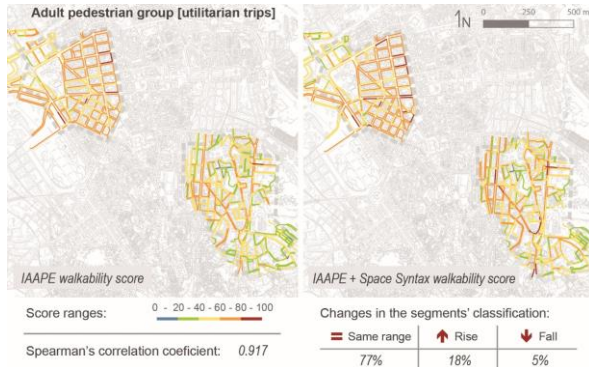 Adult pedestrian group [utilitarian trips]
N
0 250 500 m
IAAPE walkability score
IAAPE + Space Syntax walkability score
Score ranges:
0 - 20 - 40 - 60 - 80 - 100
Spearman's correlation coeficient: 0.917
Changes in the segments' classification:
Same range Rise Fall
77% 18% 5%